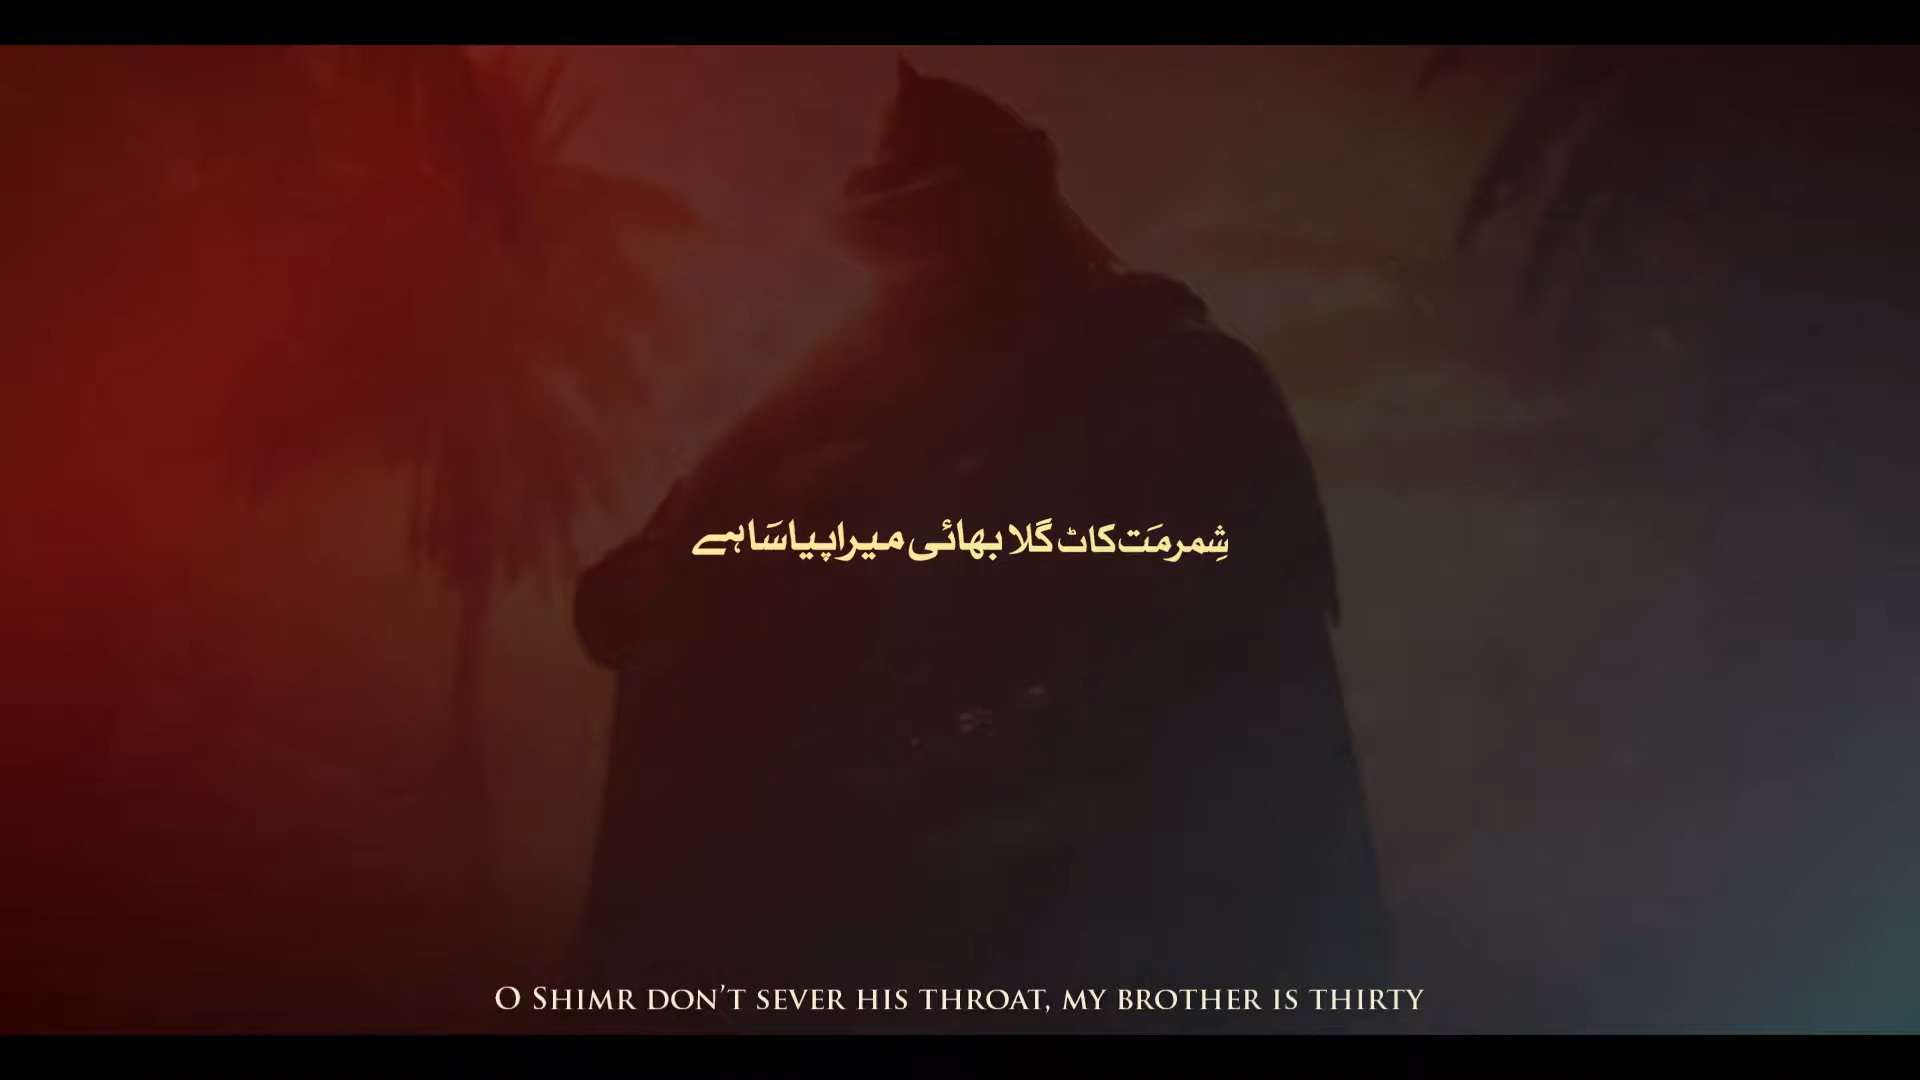 شِمر مَت کاٹ گلا بھائی میرا پیاسَا ہے
O SHIMR DON'T SEVER HIS THROAT, MY BROTHER IS THIRTY